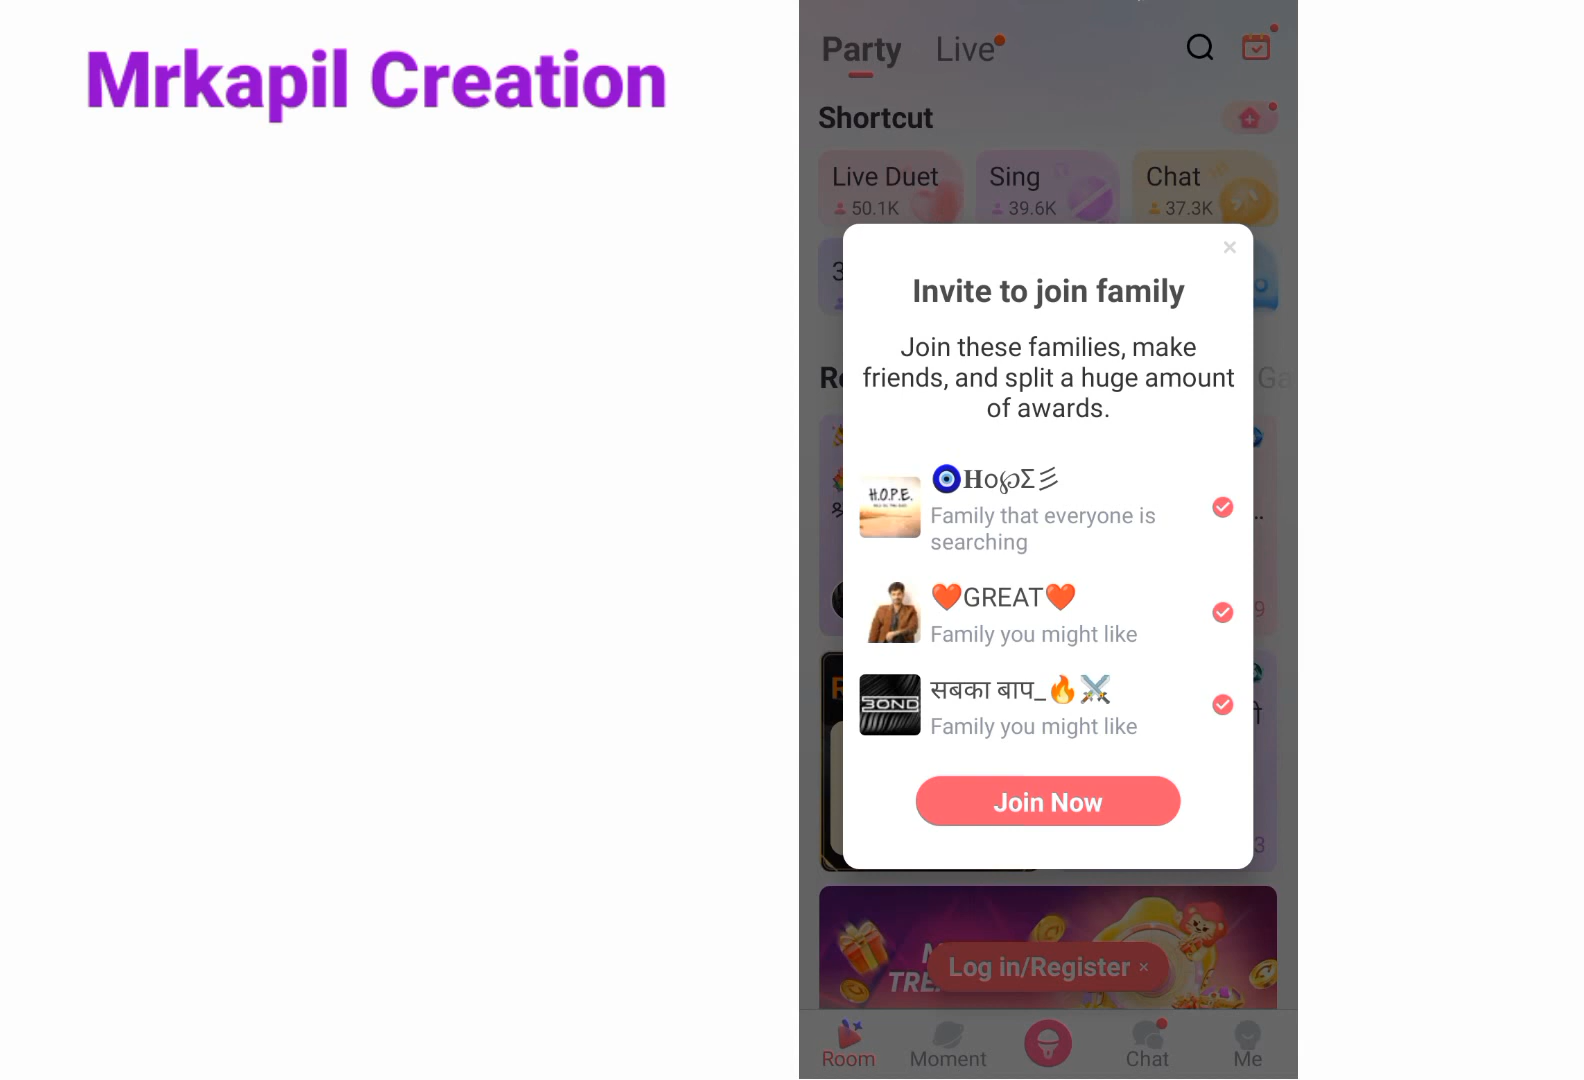 Mrkapil Creation
Party Live
Shortcut
Live Duet Sing Chat
50.1K 39.6K 37.3K
Invite to join family
Join these families, make
friends, and split a huge amount
of awards.
H.O.P.E.
🧿𝐇o℘Σ彡
Family that everyone is
searching
❤️GREAT❤️
Family you might like
BOND
सबका बाप_🔥⚔️
Family you might like
Join Now
Log in/Register ×
Room Moment Chat Me